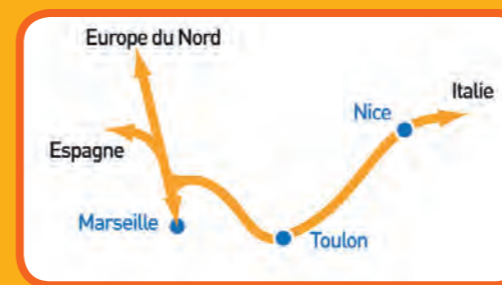 Europe du Nord
Italie
Nice
Espagne
Marseille
Toulon